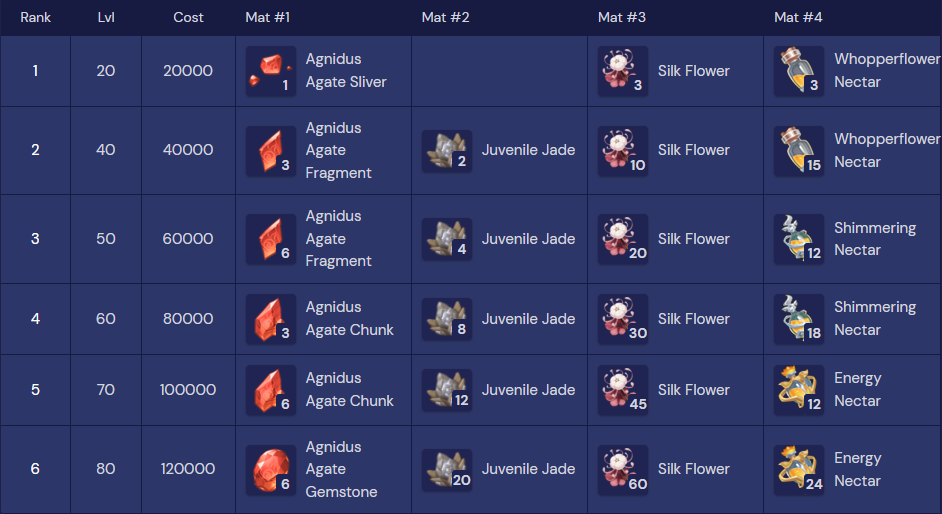 Rank Lvl Cost Mat #1 Mat #2 Mat #3 Mat #4
1 20 20000 1 Agnidus Agate Sliver 3 Silk Flower 3 Whopperflower Nectar
2 40 40000 3 Agnidus Agate Fragment 2 Juvenile Jade 10 Silk Flower 15 Whopperflower Nectar
3 50 60000 6 Agnidus Agate Fragment 4 Juvenile Jade 20 Silk Flower 12 Shimmering Nectar
4 60 80000 3 Agnidus Agate Chunk 8 Juvenile Jade 30 Silk Flower 18 Shimmering Nectar
5 70 100000 6 Agnidus Agate Chunk 12 Juvenile Jade 45 Silk Flower 12 Energy Nectar
6 80 120000 6 Agnidus Agate Gemstone 20 Juvenile Jade 60 Silk Flower 24 Energy Nectar